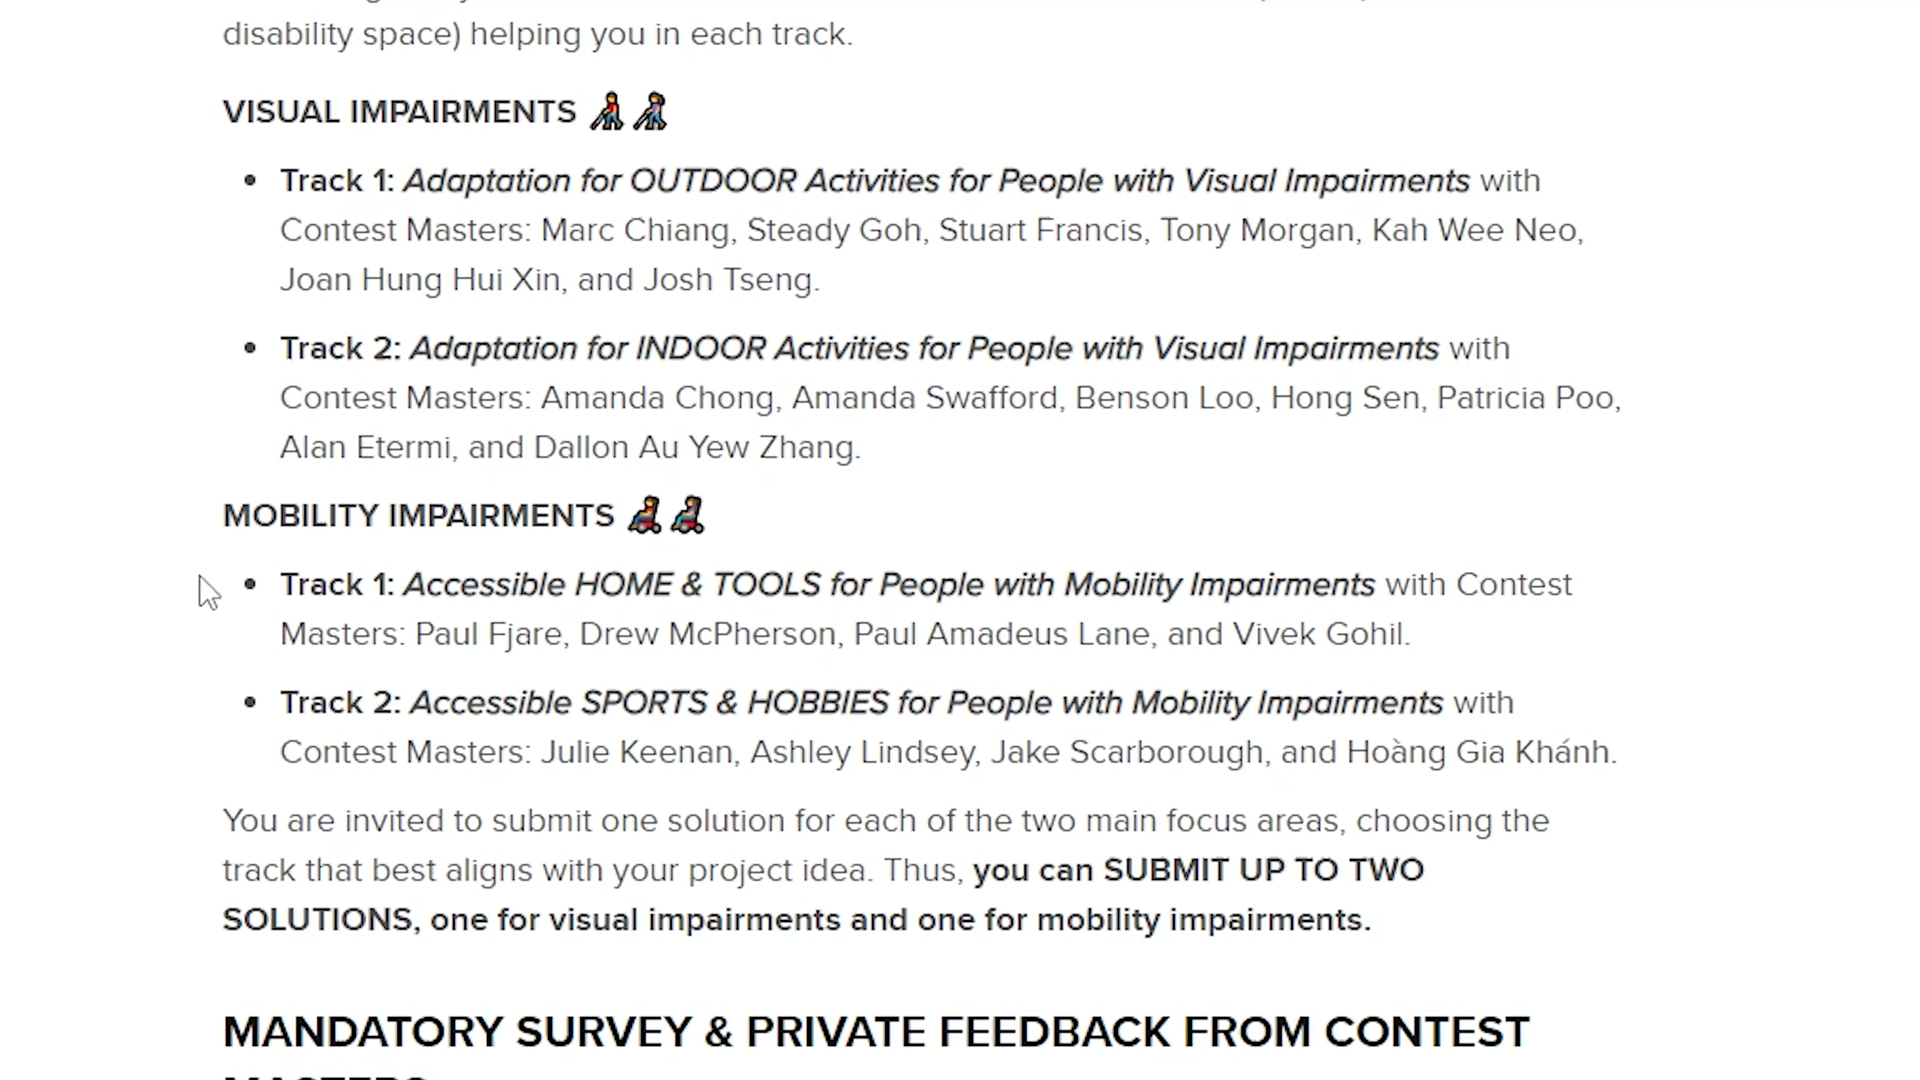 disability space) helping you in each track.
VISUAL IMPAIRMENTS
Track 1: Adaptation for OUTDOOR Activities for People with Visual Impairments with
Contest Masters: Marc Chiang, Steady Goh, Stuart Francis, Tony Morgan, Kah Wee Neo,
Joan Hung Hui Xin, and Josh Tseng.
Track 2: Adaptation for INDOOR Activities for People with Visual Impairments with
Contest Masters: Amanda Chong, Amanda Swafford, Benson Loo, Hong Sen, Patricia Poo,
Alan Etermi, and Dallon Au Yew Zhang.
MOBILITY IMPAIRMENTS
Track 1: Accessible HOME & TOOLS for People with Mobility Impairments with Contest
Masters: Paul Fjare, Drew McPherson, Paul Amadeus Lane, and Vivek Gohil.
Track 2: Accessible SPORTS & HOBBIES for People with Mobility Impairments with
Contest Masters: Julie Keenan, Ashley Lindsey, Jake Scarborough, and Hoàng Gia Khánh.
You are invited to submit one solution for each of the two main focus areas, choosing the
track that best aligns with your project idea. Thus, you can SUBMIT UP TO TWO
SOLUTIONS, one for visual impairments and one for mobility impairments.
MANDATORY SURVEY & PRIVATE FEEDBACK FROM CONTEST
MASTERS